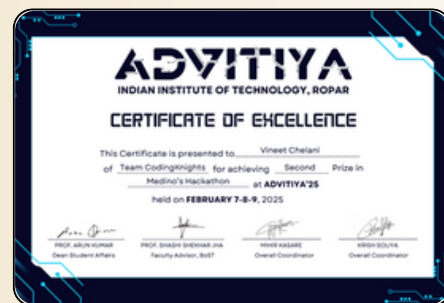 ADVITIYA
INDIAN INSTITUTE OF TECHNOLOGY, ROPAR
CERTIFICATE OF EXCELLENCE
This Certificate is presented to Vineet Chelani
of Team CodingKnights for achieving Second Prize in
Medino's Hackathon at ADVITIYA'25
held on FEBRUARY 7-8-9, 2025
PROF. ARUN KUMAR PROF. SHASHI SHEKHAR JHA MIHIR KASARE KRISH SOLIYA
Dean Student Affairs Faculty Advisor, BoST Overall Coordinator Overall Coordinator